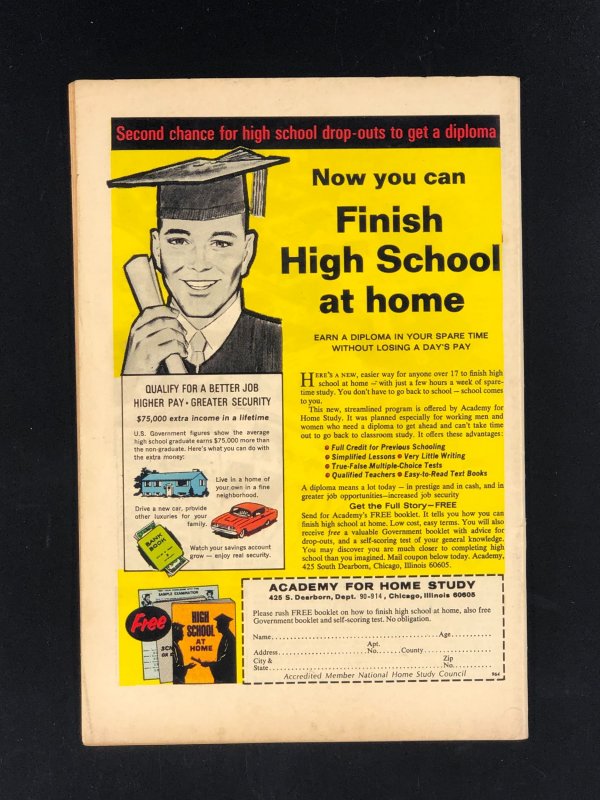 Second chance for high school drop-outs to get a diploma
Now you can
Finish
High School
at home
EARN A DIPLOMA IN YOUR SPARE TIME
WITHOUT LOSING A DAY'S PAY
HERE'S A NEW, easier way for anyone over 17 to finish high
school at home — with just a few hours a week of spare-
time study. You don't have to go back to school — school comes
to you.
This new, streamlined program is offered by Academy for
Home Study. It was planned especially for working men and
women who need a diploma to get ahead and can't take time
out to go back to classroom study. It offers these advantages:
• Full Credit for Previous Schooling
• Simplified Lessons • Very Little Writing
• True-False Multiple-Choice Tests
• Qualified Teachers • Easy-to-Read Text Books
A diploma means a lot today — in prestige and in cash, and in
greater job opportunities—increased job security
Get the Full Story—FREE
Send for Academy's FREE booklet. It tells you how you can
finish high school at home. Low cost, easy terms. You will also
receive free a valuable Government booklet with advice for
drop-outs, and a self-scoring test of your general knowledge.
You may discover you are much closer to completing high
school than you imagined. Mail coupon below today. Academy,
425 South Dearborn, Chicago, Illinois 60605.
QUALIFY FOR A BETTER JOB
HIGHER PAY • GREATER SECURITY
$75,000 extra income in a lifetime
U.S. Government figures show the average
high school graduate earns $75,000 more than
the non-graduate. Here's what you can do with
the extra money:
Live in a home of
your own in a fine
neighborhood.
Drive a new car, provide
other luxuries for your
family.
BANK
BOOK
Watch your savings account
grow — enjoy real security.
SAMPLE EXAMINATION
Free
HIGH
SCHOOL
AT
HOME
ACADEMY FOR HOME STUDY
425 S. Dearborn, Dept. 90-914, Chicago, Illinois 60605
Please rush FREE booklet on how to finish high school at home, also free
Government booklet and self-scoring test. No obligation.
Name Age
Apt.
Address No. County
City & Zip
State No.
Accredited Member National Home Study Council